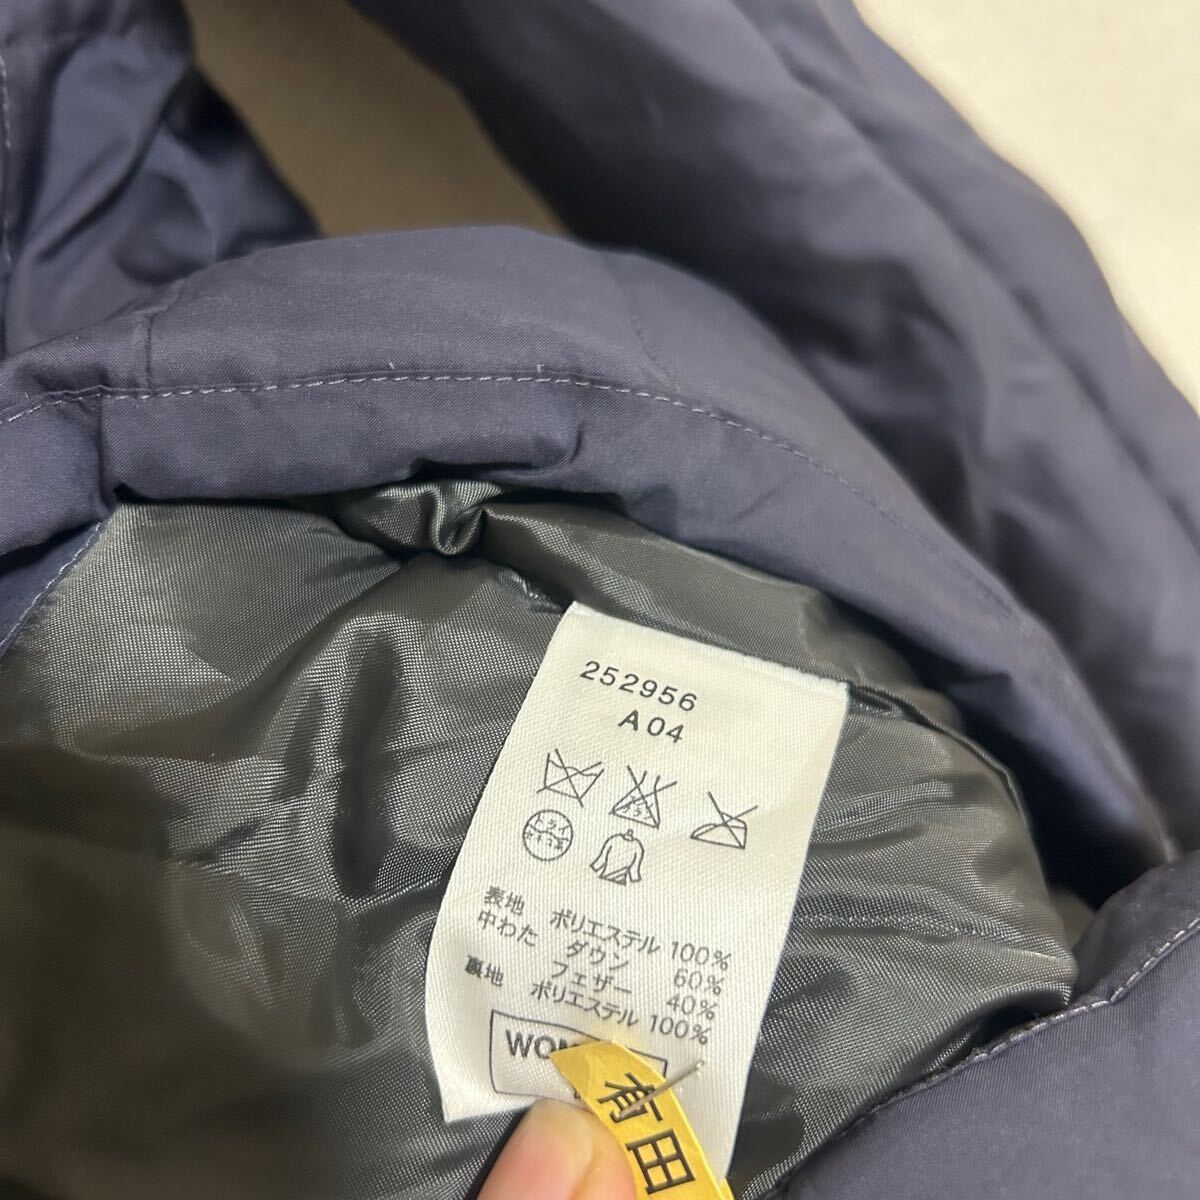 252956
A04
表地 ポリエステル 100%
中わた ダウン 60%
フェザー 40%
裏地 ポリエステル 100%
有田